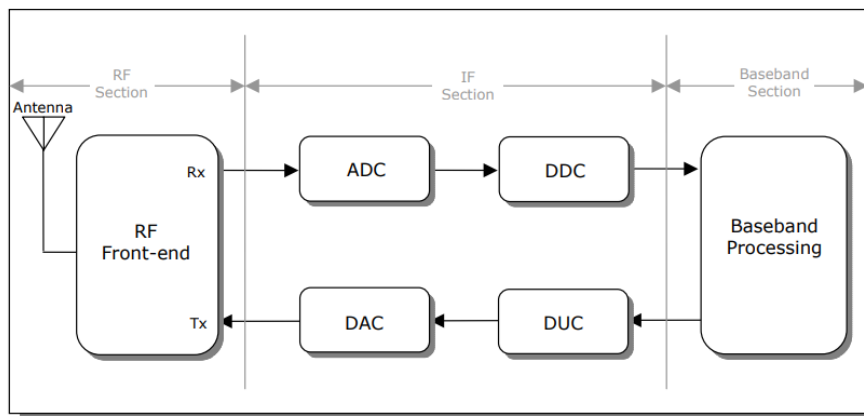 RF
Section
IF
Section
Baseband
Section
Antenna
Rx
ADC
DDC
RF
Front-end
Baseband
Processing
Tx
DAC
DUC